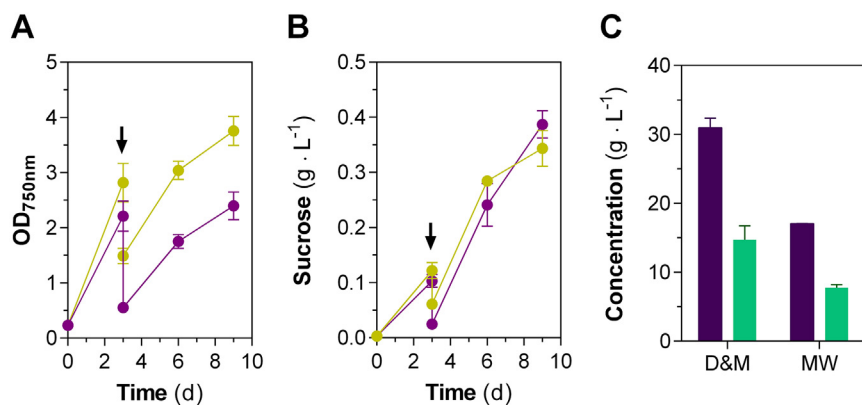 A
OD750nm
5
4
3
2
1
0
0 2 4 6 8 10
Time (d)
B
Sucrose (g · L-1)
0.5
0.4
0.3
0.2
0.1
0.0
0 2 4 6 8 10
Time (d)
C
Concentration (g · L-1)
40
30
20
10
0
D&M MW